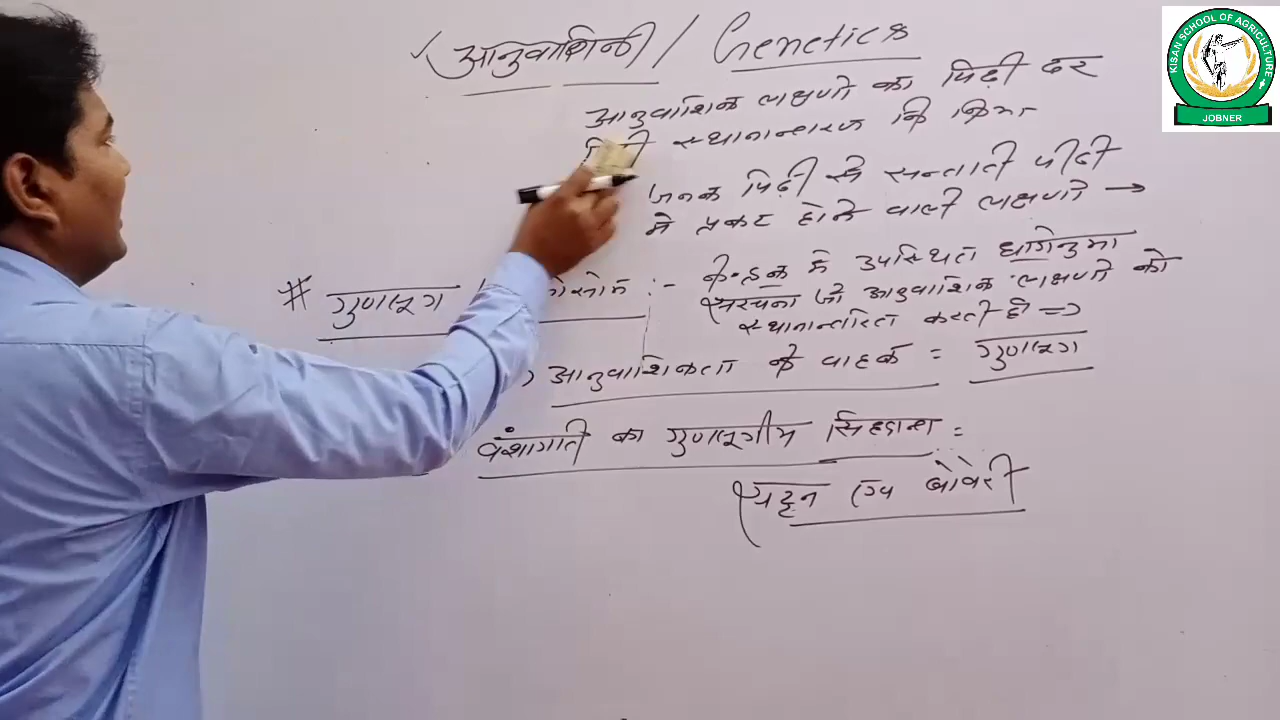 आनुवाशिकी / Genetics
आनुवाशिक लक्षणो का पिढी दर
स्थानान्तरण कि क्रिया
जनक पिढी से सन्तती पीढी
मे प्रकट होने वाली लक्षणो →
# गुणसूत्र :- केन्द्रक मे उपस्थित धागेनुमा
सरचना जो आनुवाशिक लक्षणो को
स्थानान्तरित करती हो =>
आनुवाशिकता के वाहक = गुणसूत्र
वंशागति का गुणसूत्रीय सिद्दान्त =
सट्टन एव बोवेरी
KISAN SCHOOL OF AGRICULTURE
JOBNER